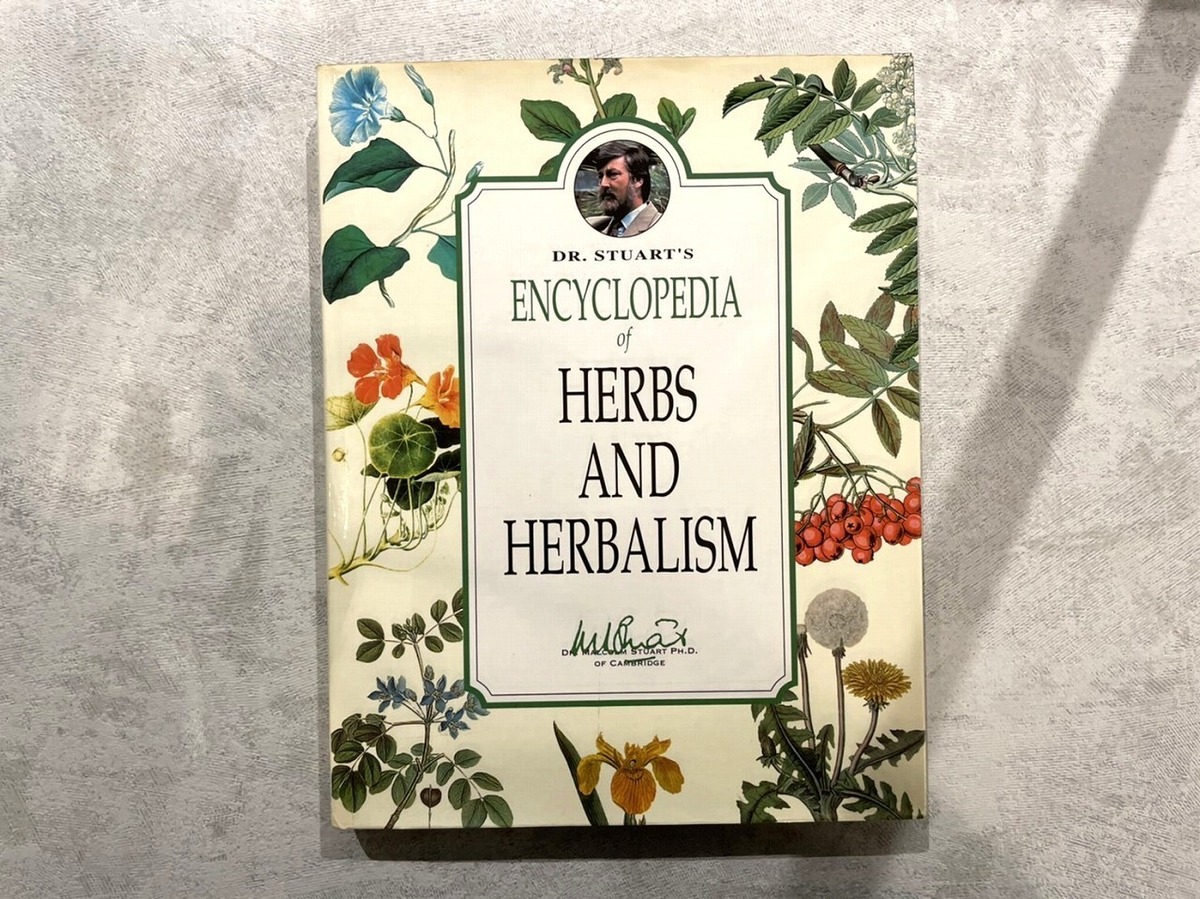 DR. STUART'S
ENCYCLOPEDIA
of
HERBS
AND
HERBALISM
DR. MALCOLM STUART PH.D.
OF CAMBRIDGE